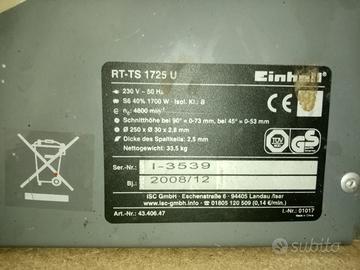 RT-TS 1725 U
Einhell
230 V ~ 50 Hz
S6 40% 1700 W · Isol. Kl.: B
n₀: 4800 min⁻¹
Schnitthöhe bei 90° = 0-73 mm, bei 45° = 0-53 mm
Ø 250 x Ø 30 x 2,8 mm
Dicke des Spaltkeils: 2,5 mm
Nettogewicht: 33,5 kg
CE
GS
Ser.-Nr.: I-3539
Bj.: 2008/12
ISC GmbH · Eschenstraße 6 · 94405 Landau /Isar
www.isc-gmbh.info · 01805 120 509 (0,14 €/min.)
Art.-Nr.: 43.406.47
I.-Nr.: 01017
subito